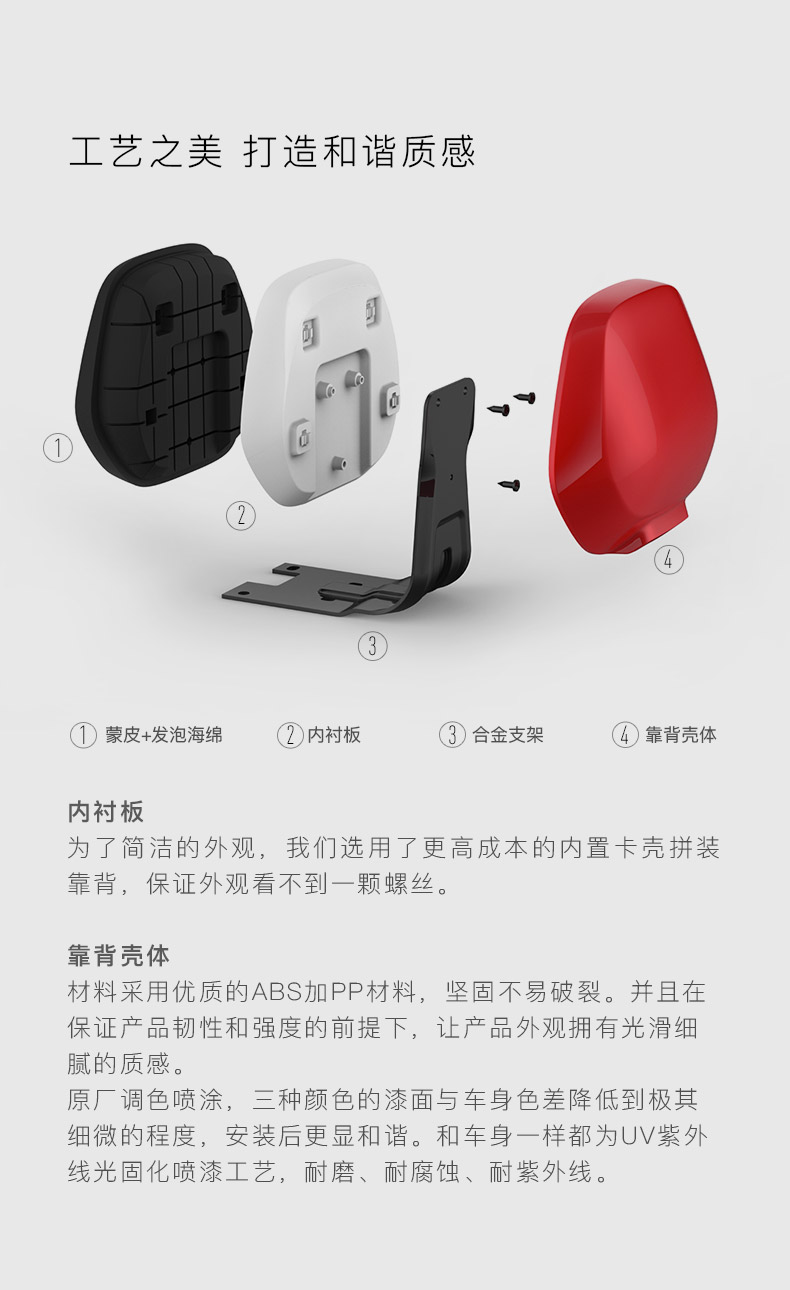 工艺之美 打造和谐质感
1
2
3
4
1 蒙皮+发泡海绵 2 内衬板 3 合金支架 4 靠背壳体
内衬板
为了简洁的外观，我们选用了更高成本的内置卡壳拼装
靠背，保证外观看不到一颗螺丝。
靠背壳体
材料采用优质的ABS加PP材料，坚固不易破裂。并且在
保证产品韧性和强度的前提下，让产品外观拥有光滑细
腻的质感。
原厂调色喷涂，三种颜色的漆面与车身色差降低到极其
细微的程度，安装后更显和谐。和车身一样都为UV紫外
线光固化喷漆工艺，耐磨、耐腐蚀、耐紫外线。